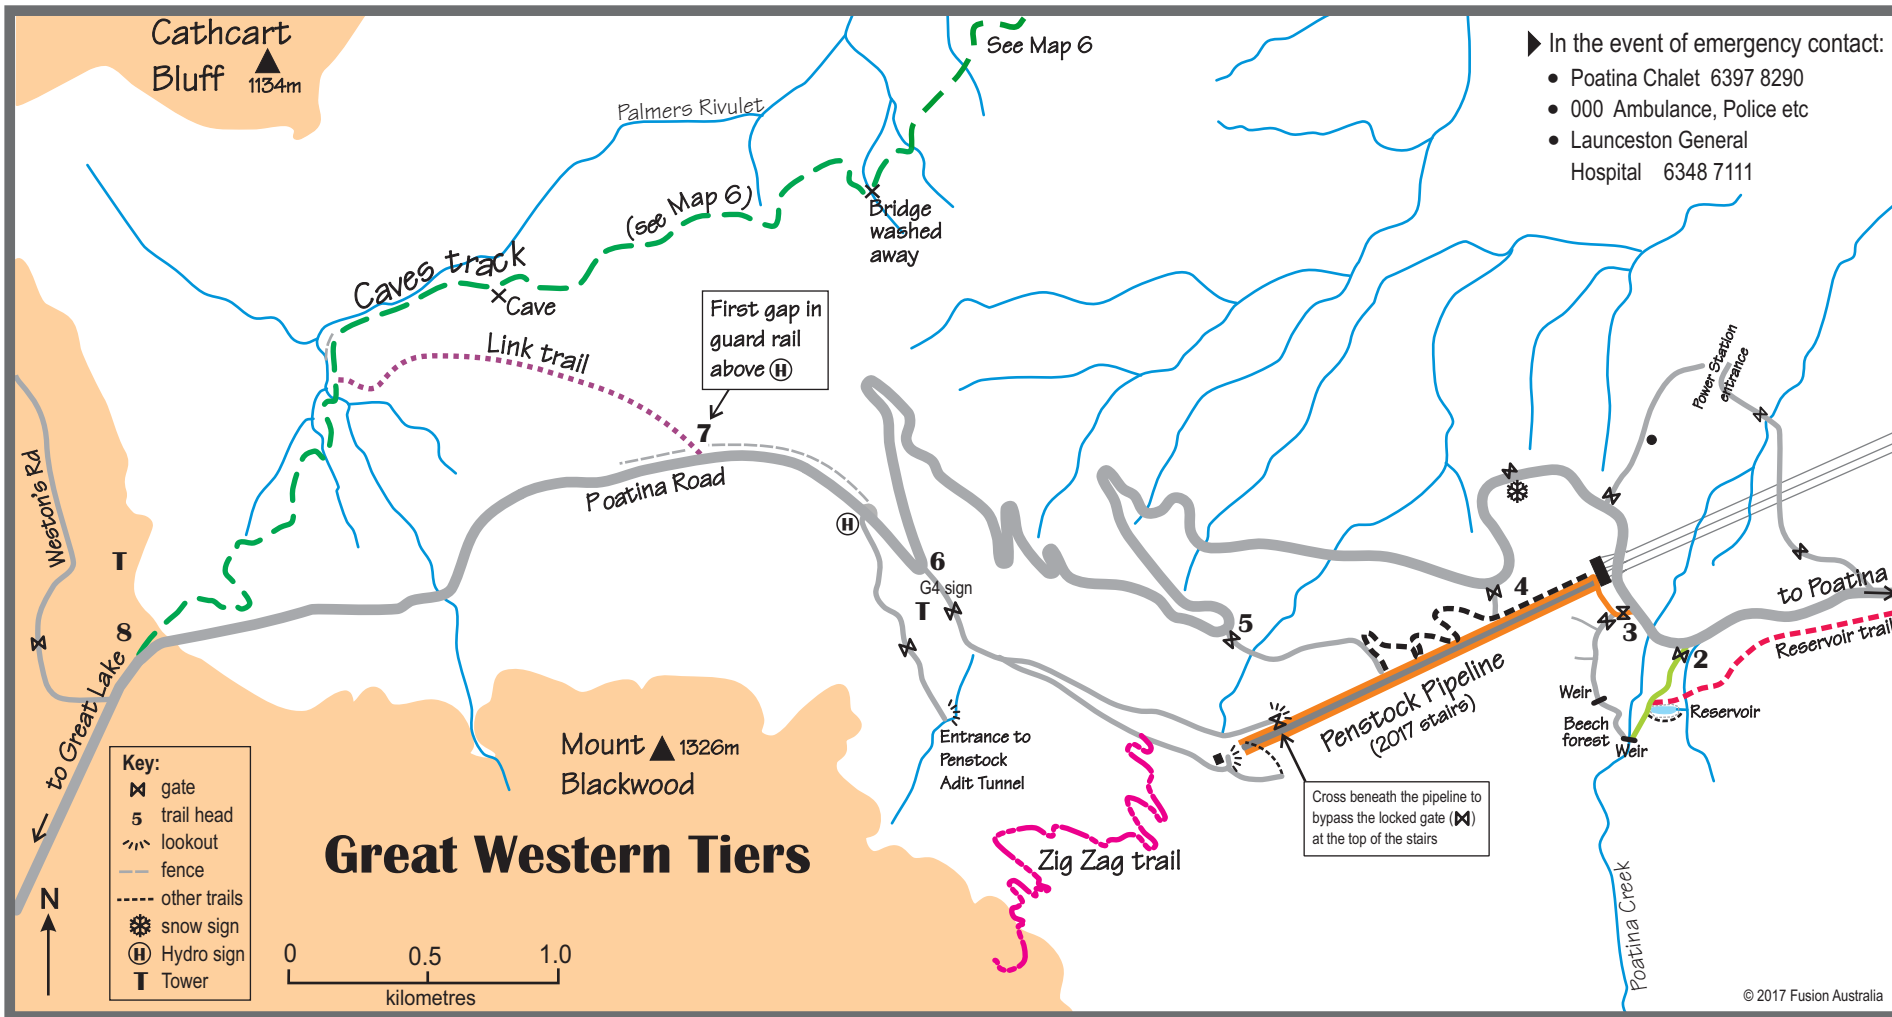 Cathcart
Bluff
1134m
See Map 6
In the event of emergency contact:
• Poatina Chalet 6397 8290
• 000 Ambulance, Police etc
• Launceston General
Hospital 6348 7111
Palmers Rivulet
(see Map 6)
Bridge
washed
away
Caves track
Cave
First gap in
guard rail
above H
Link trail
7
Poatina Road
H
Weston's Rd
T
8
to Great Lake
6
G4 sign
T
5
4
3
2
Power Station
entrance
to Poatina
Reservoir trail
Reservoir
Weir
Beech
forest
Weir
Penstock Pipeline
(2017 stairs)
Entrance to
Penstock
Adit Tunnel
Mount 1326m
Blackwood
Great Western Tiers
Zig Zag trail
Cross beneath the pipeline to
bypass the locked gate ( )
at the top of the stairs
Poatina Creek
Key:
gate
5 trail head
lookout
fence
other trails
snow sign
H Hydro sign
T Tower
N
0 0.5 1.0
kilometres
© 2017 Fusion Australia